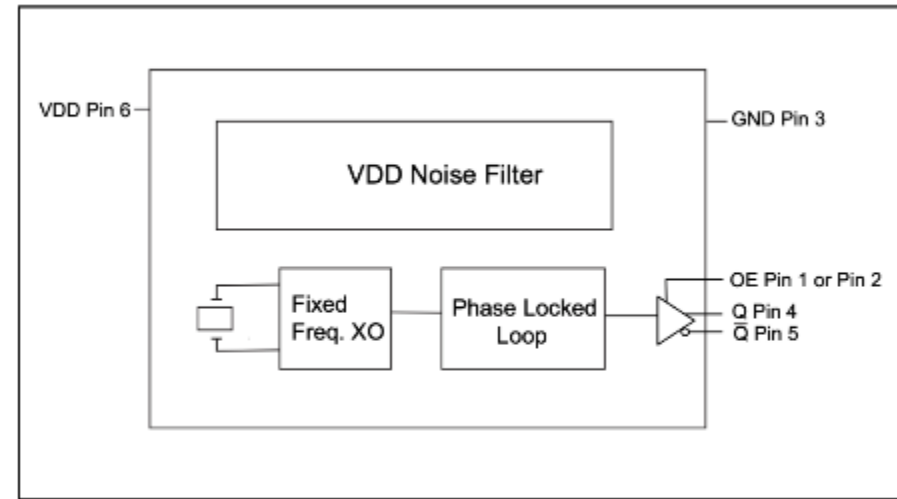 VDD Pin 6
GND Pin 3
VDD Noise Filter
OE Pin 1 or Pin 2
Fixed
Freq. XO
Phase Locked
Loop
Q Pin 4
Q̅ Pin 5